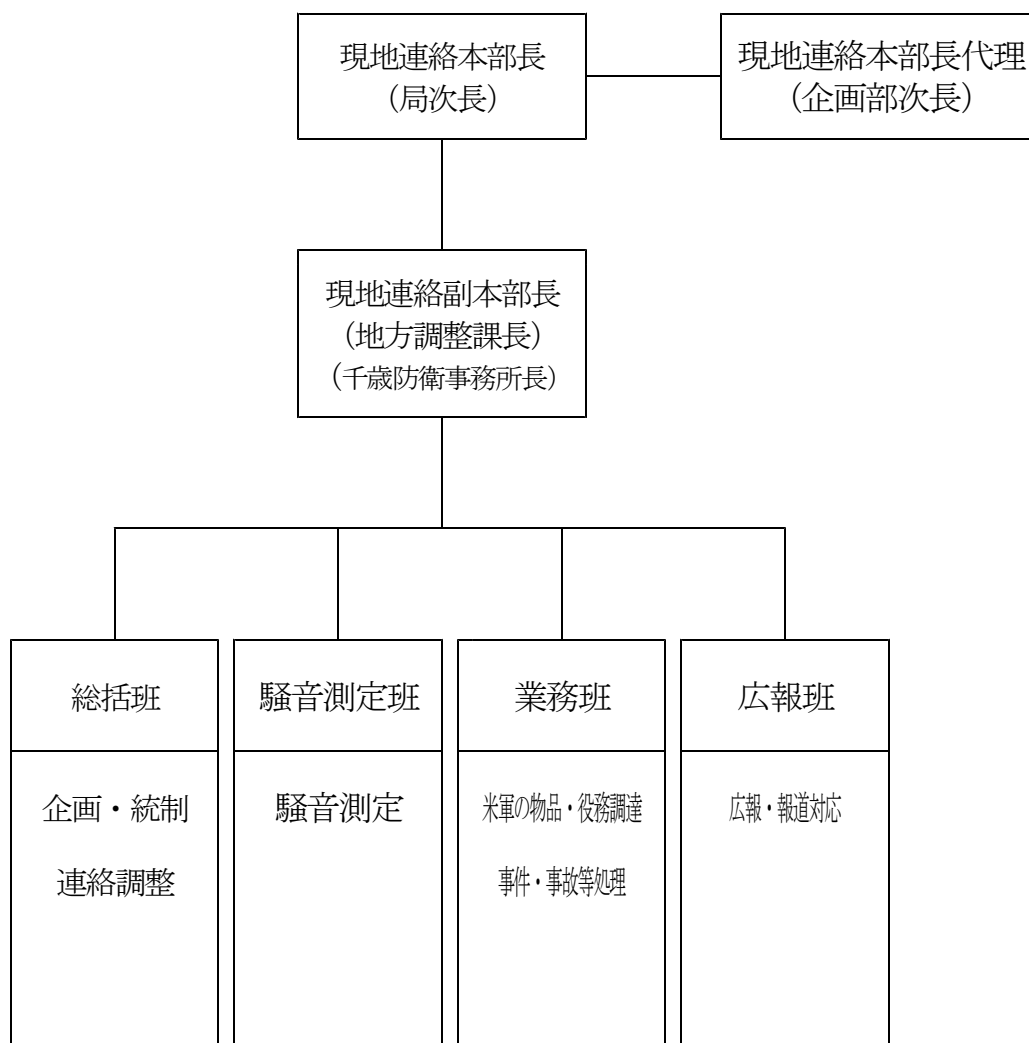 現地連絡本部長
(局次長)
現地連絡本部長代理
(企画部次長)
現地連絡副本部長
(地方調整課長)
(千歳防衛事務所長)
総括班
企画・統制
連絡調整
騒音測定班
騒音測定
業務班
米軍の物品・役務調達
事件・事故等処理
広報班
広報・報道対応